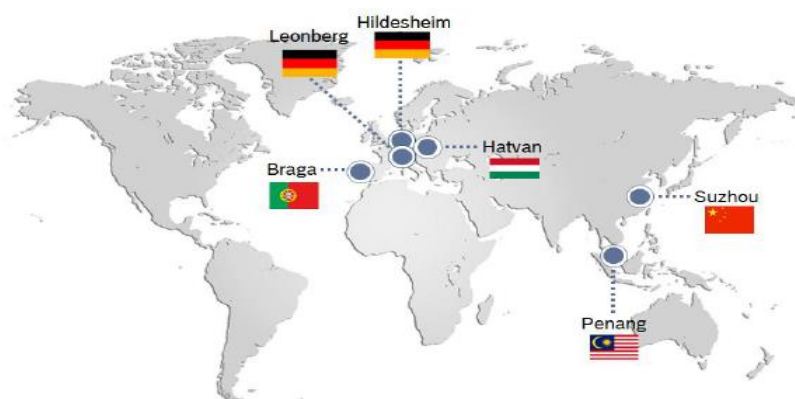 Hildesheim
Leonberg
Hatvan
Braga
Suzhou
Penang